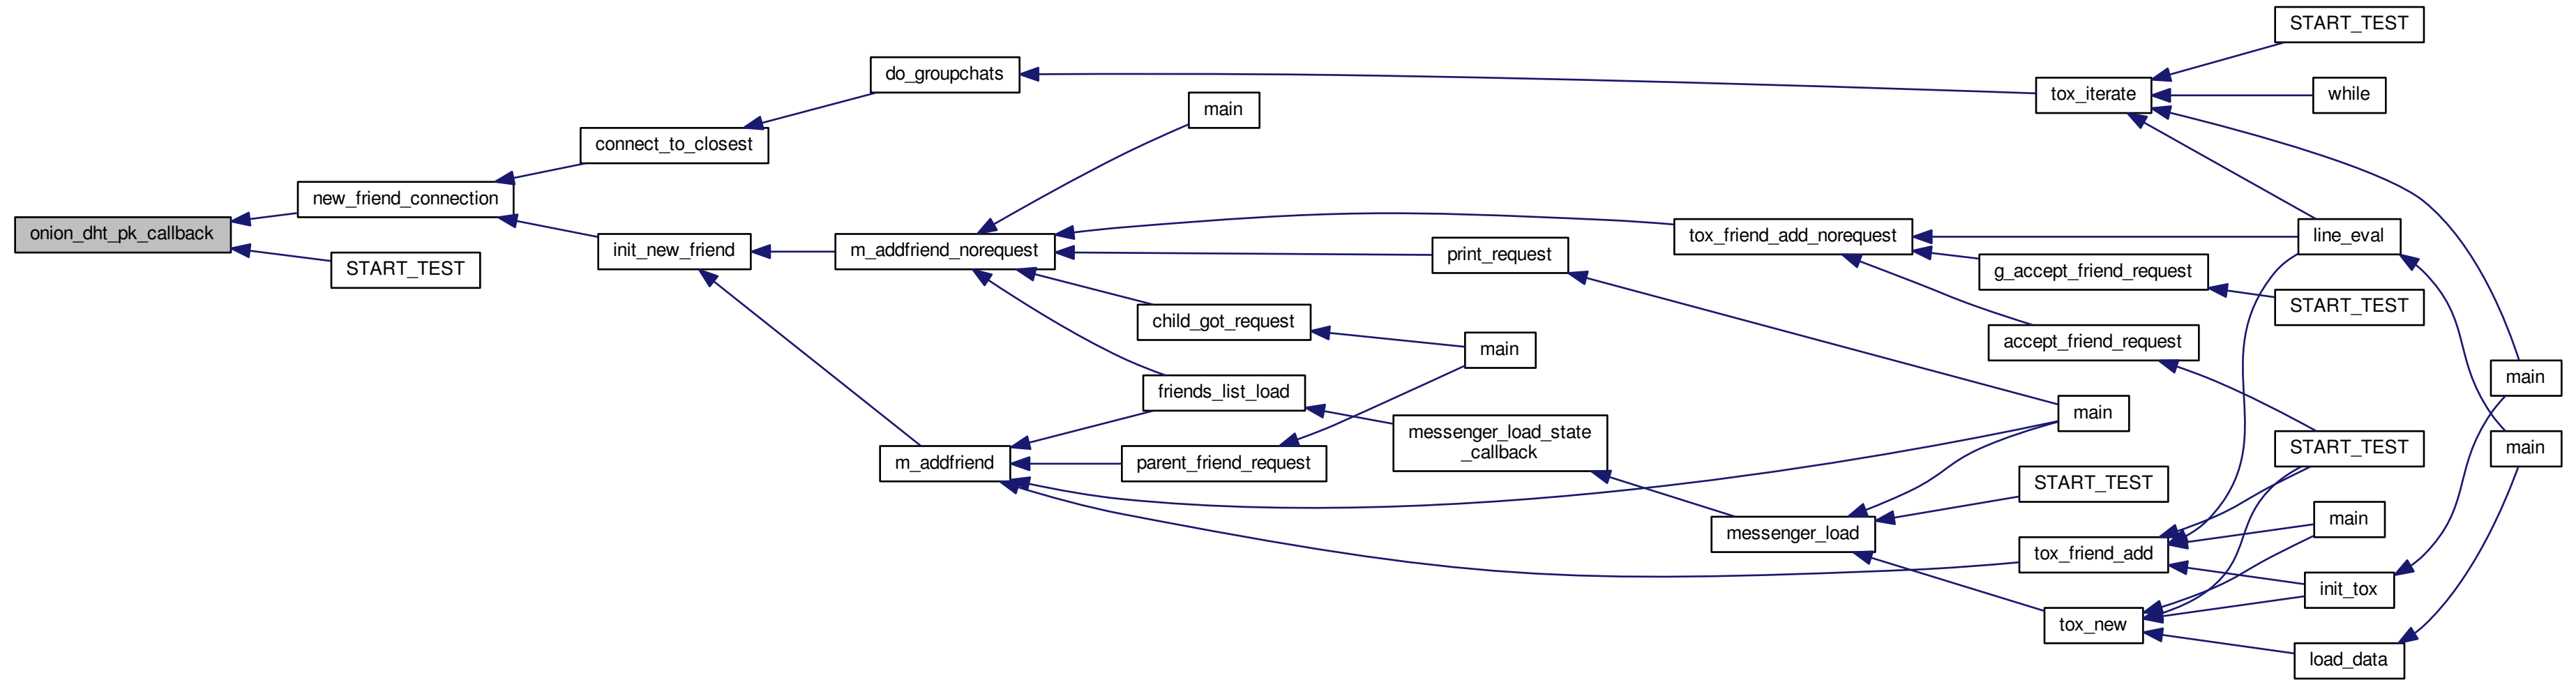 START_TEST
do_groupchats
tox_iterate
while
main
connect_to_closest
new_friend_connection
onion_dht_pk_callback
line_eval
tox_friend_add_norequest
init_new_friend
m_addfriend_norequest
print_request
START_TEST
g_accept_friend_request
START_TEST
child_got_request
accept_friend_request
main
main
friends_list_load
main
messenger_load_state
_callback
main
START_TEST
m_addfriend
parent_friend_request
START_TEST
main
messenger_load
tox_friend_add
init_tox
tox_new
load_data